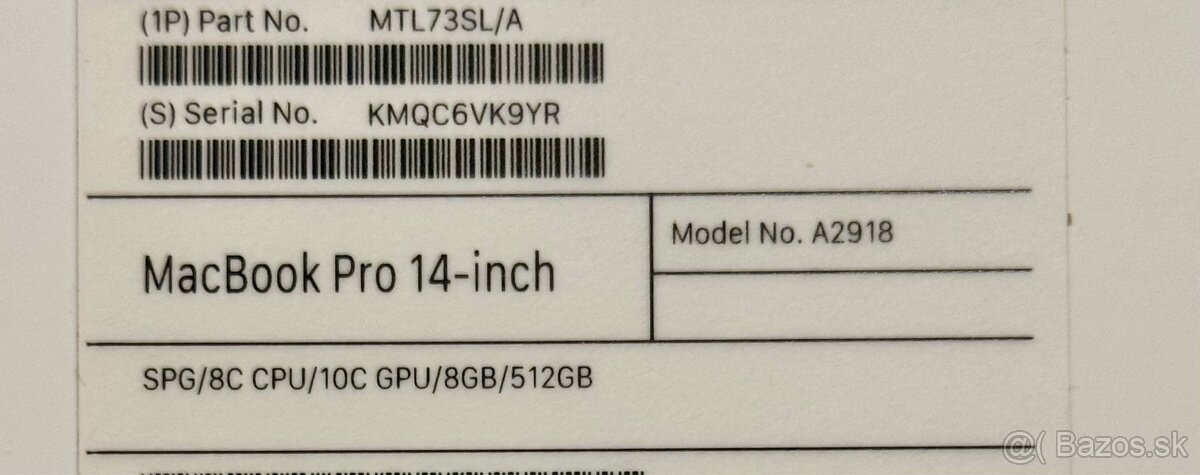 (1P) Part No. MTL73SL/A
(S) Serial No. KMQC6VK9YR
MacBook Pro 14-inch
Model No. A2918
SPG/8C CPU/10C GPU/8GB/512GB
@( Bazos.sk